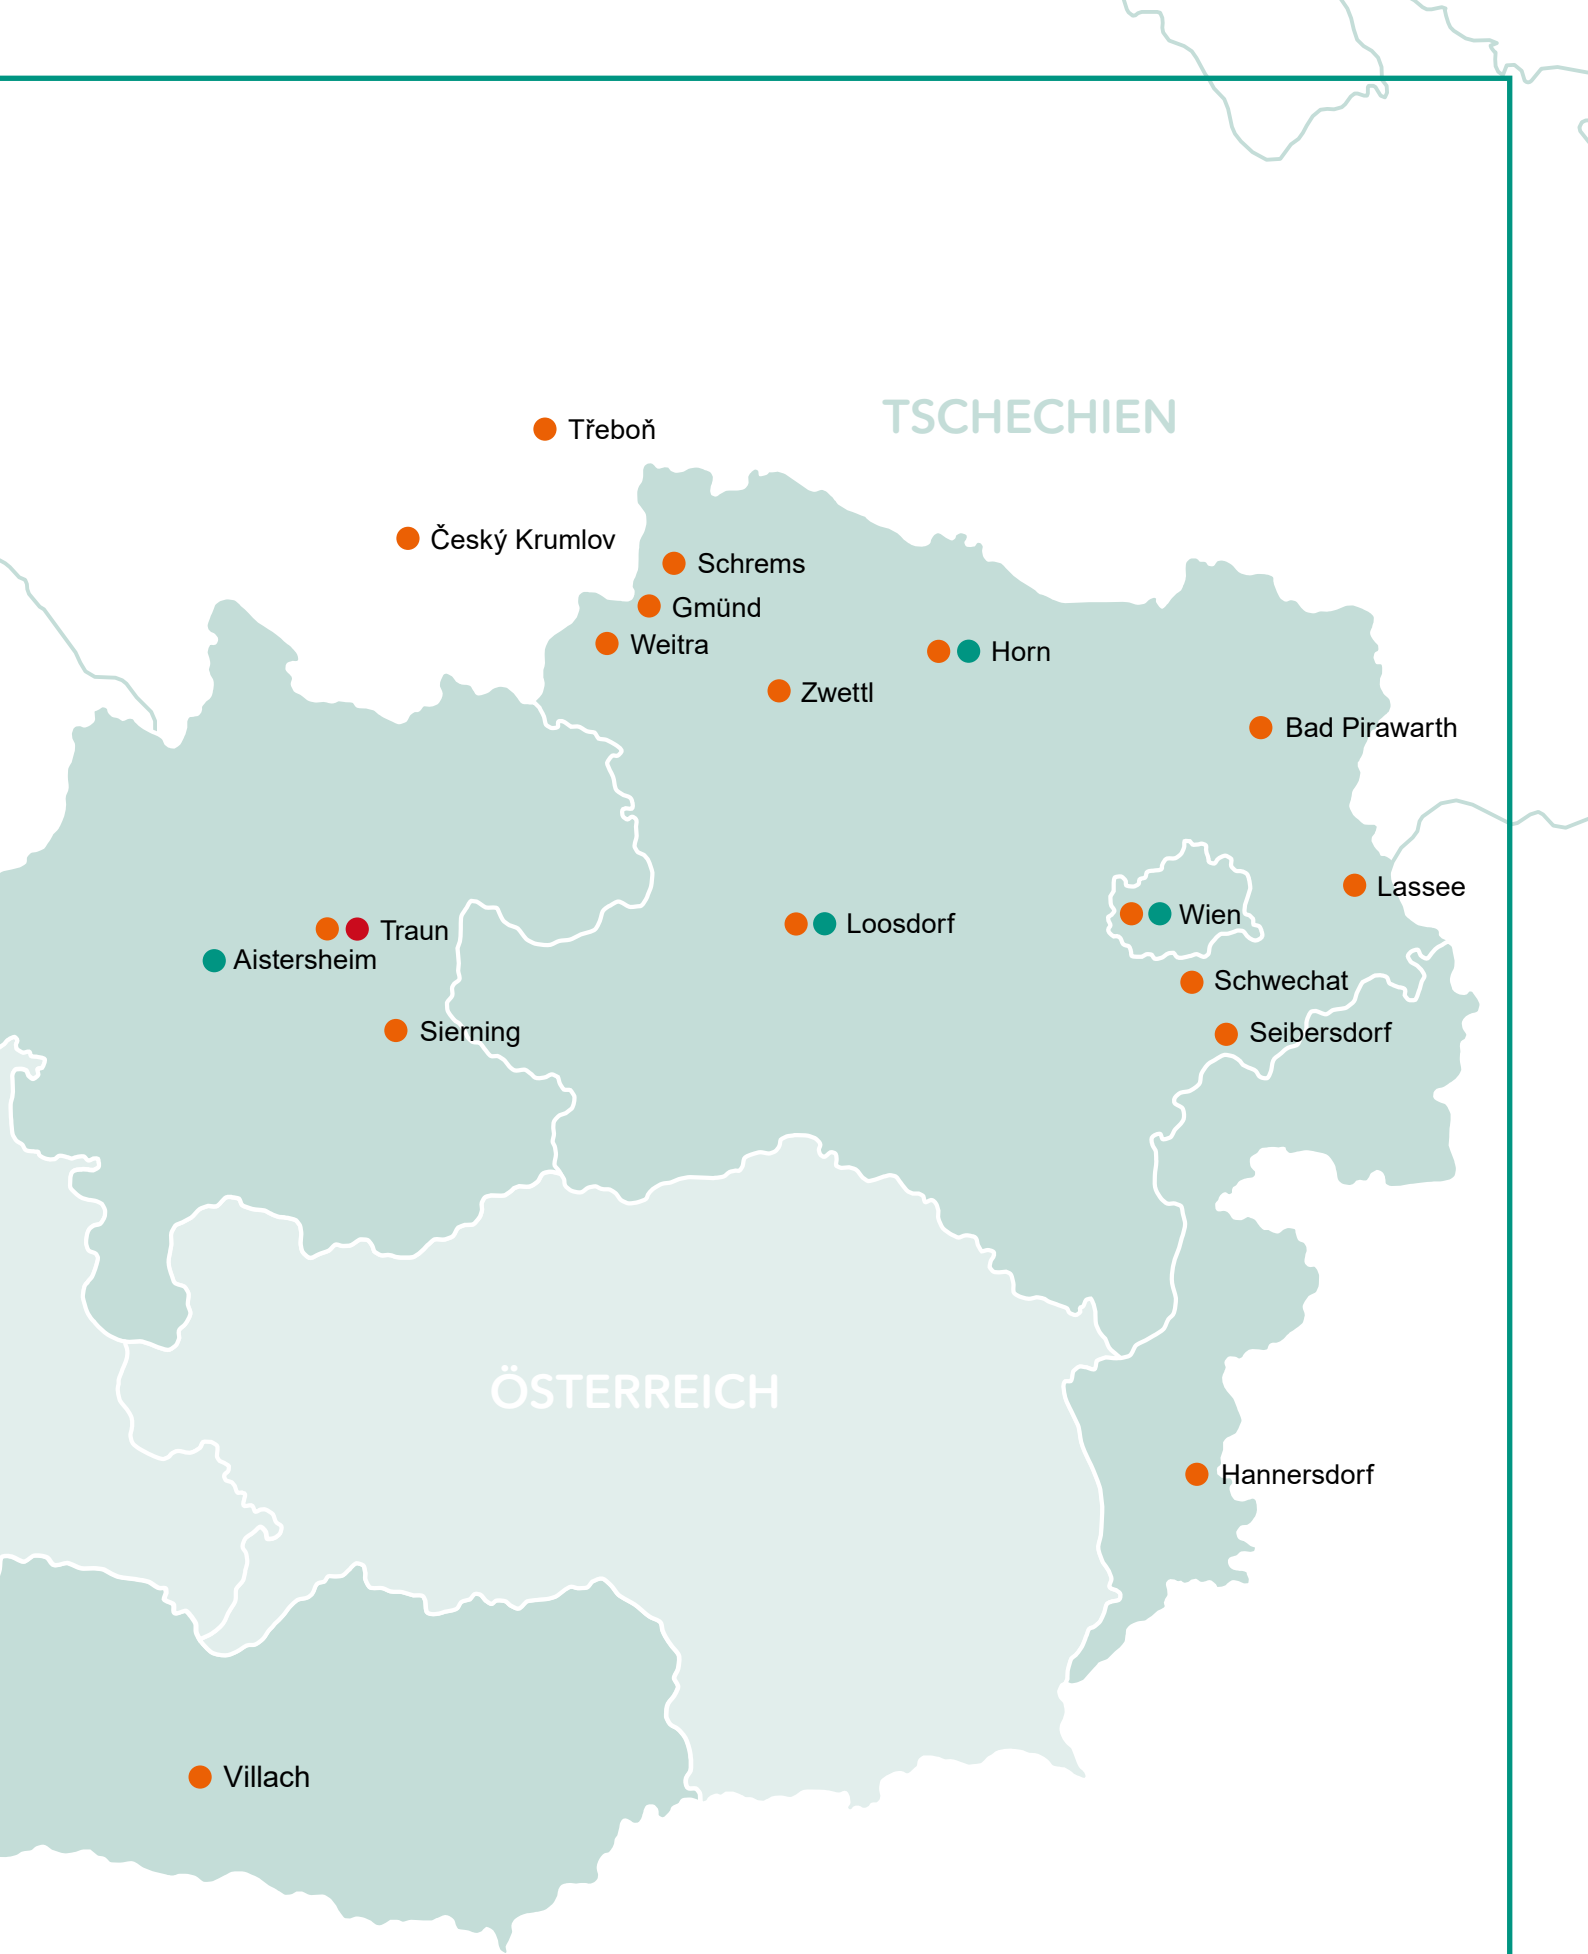 TSCHECHIEN
Třeboň
Český Krumlov
Schrems
Gmünd
Weitra
Horn
Zwettl
Bad Pirawarth
Lassee
Wien
Loosdorf
Traun
Aistersheim
Schwechat
Sierning
Seibersdorf
ÖSTERREICH
Hannersdorf
Villach